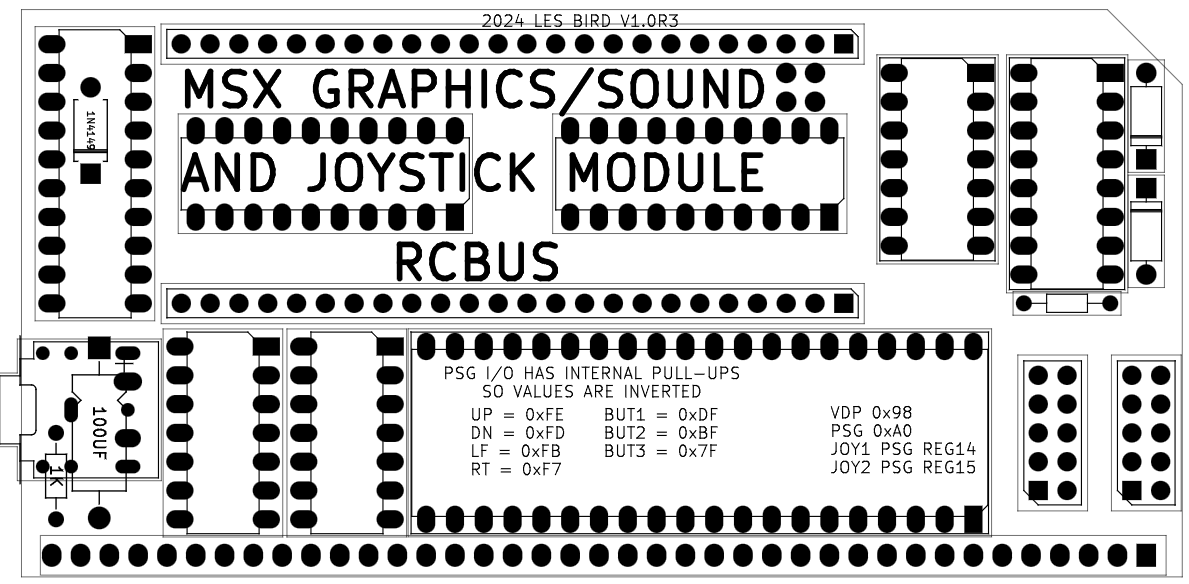 2024 LES BIRD V1.0R3
MSX GRAPHICS/SOUND
1N4149
AND JOYSTICK MODULE
RCBUS
PSG I/O HAS INTERNAL PULL-UPS
SO VALUES ARE INVERTED
UP = 0xFE BUT1 = 0xDF VDP 0x98
DN = 0xFD BUT2 = 0xBF PSG 0xA0
LF = 0xFB BUT3 = 0x7F JOY1 PSG REG14
RT = 0xF7 JOY2 PSG REG15
100UF
1K